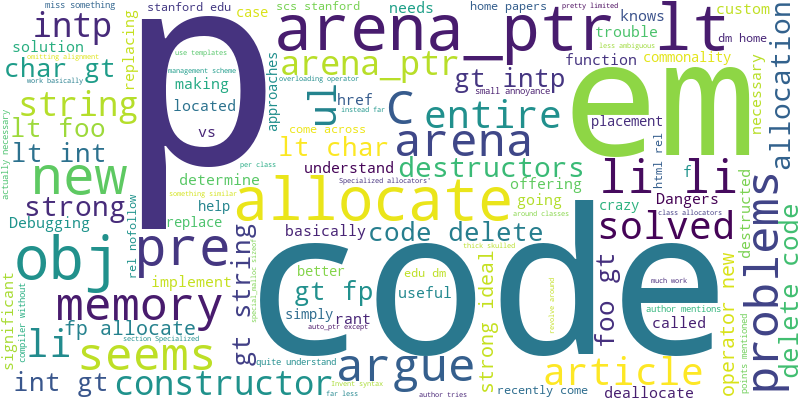 miss something
stanford edu
scs stanford
home papers
pretty limited
p
arena_ptr
lt
omitting alignment
intp
replacing
case
needs
less ambiguous
trouble
knows
custom
dm home
solution
use templates
overloading operator
char gt
management scheme
arena_ptr
function
commonality
work basically
making
approaches
gt intp
small annoyance
em
necessary
allocation
string
located
ul
href
c
instead far
entire
placement
html rel
actually necessary
lt foo
vs
come across
arena
lt int
lt char
understand
destructors
li
li
f
new
determine
per class
Specialized allocators'
offering
Dangers
class allocators
strong
something similar
allocate
going
around classes
crazy
destructed
Debugging
replace
help
rel nofollow
pre
basically
code delete
solved
problems
obj
implement
special_malloc sizeof
thick skulled
better
edu dm
code
much work
delete code
gt string
gt fp
useful
strong ideal
foo gt
author mentions
memory
simply
rant
revolve around
called
operator new
points mentioned
significant
compiler without
fp allocate
auto_ptr except
li
seems
section Specialized
argue
article
int gt
constructor
quite understand
Invent syntax
recently come
deallocate
far less
author tries